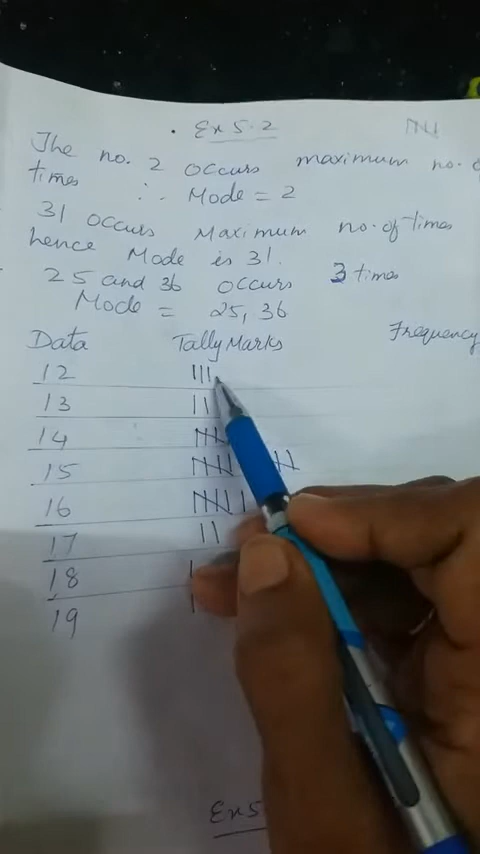 Ex 5.2
The no. 2 occurs maximum no. o
times ∴ Mode = 2
31 occurs Maximum no. of times
hence Mode is 31.
25 and 36 occurs 3 times
Mode = 25, 36
Data Tally Marks Frequency
12 |||
13 ||
14
15
16
17 ||
18
19
Ex 5